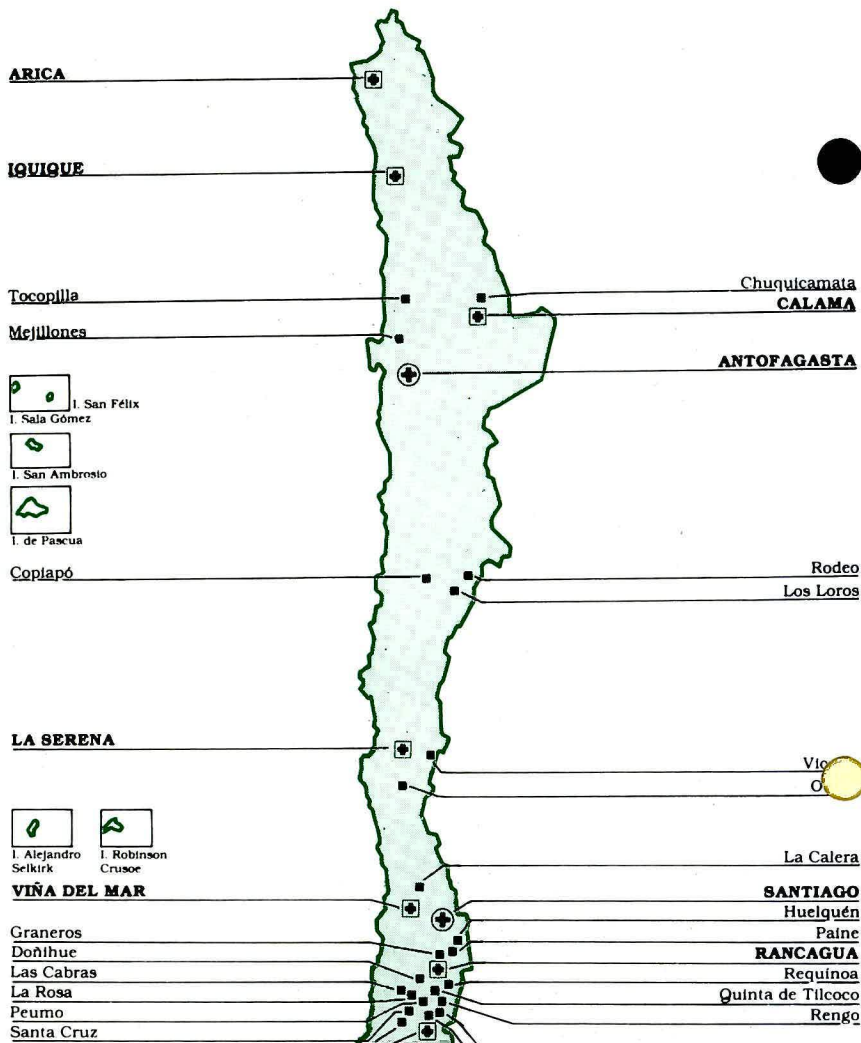 ARICA
IQUIQUE
Tocopilla
Chuquicamata
CALAMA
Mejillones
ANTOFAGASTA
I. San Félix
I. Sala Gómez
I. San Ambrosio
I. de Pascua
Copiapó
Rodeo
Los Loros
LA SERENA
I. Alejandro
Selkirk
I. Robinson
Crusoe
La Calera
VIÑA DEL MAR
SANTIAGO
Huelquén
Graneros
Paine
Doñihue
RANCAGUA
Las Cabras
Requínoa
La Rosa
Quinta de Tilcoco
Peumo
Rengo
Santa Cruz